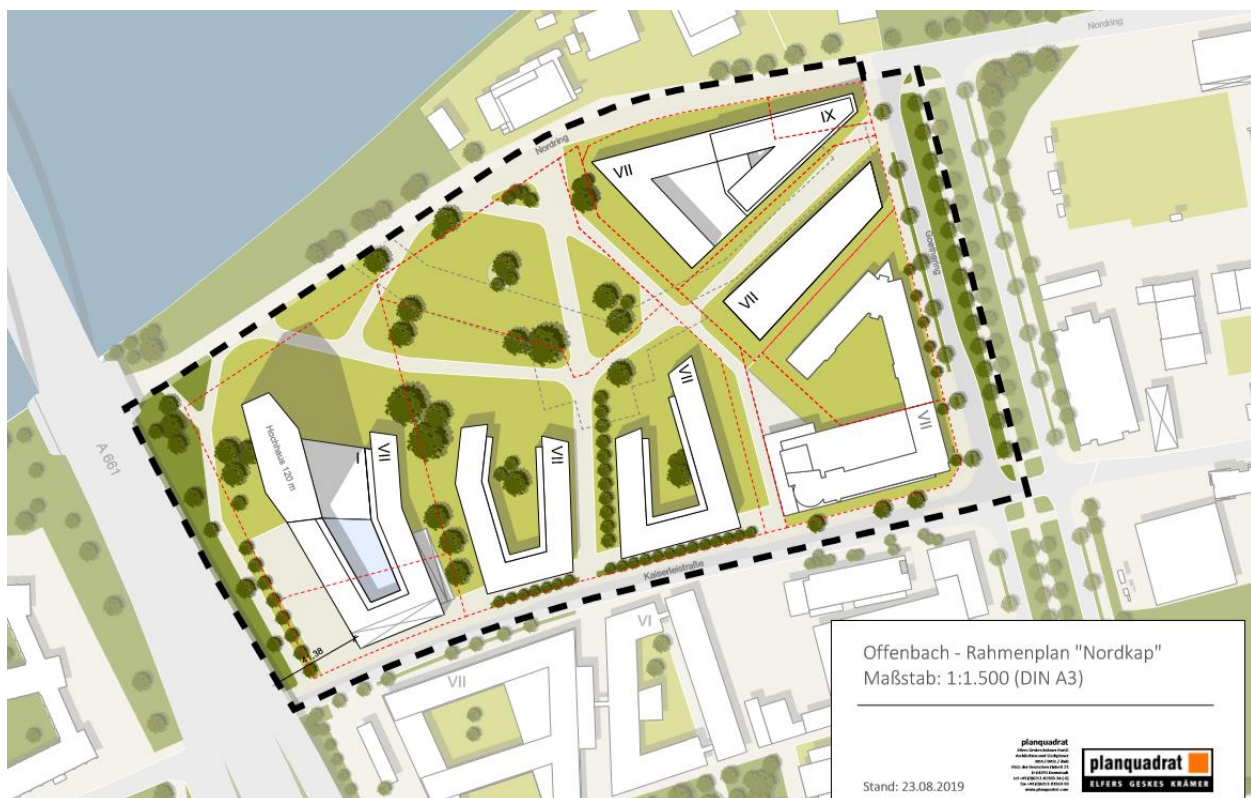 Nordring
Nordring
IX
VII
VII
Goethering
VII
VII
VII
VII
I
Hochhaus 120 m
A 661
Kaiserleistraße
41,38
VI
VII
Offenbach - Rahmenplan "Nordkap"
Maßstab: 1:1.500 (DIN A3)
planquadrat
Stand: 23.08.2019
planquadrat
ELFERS GESKES KRÄMER